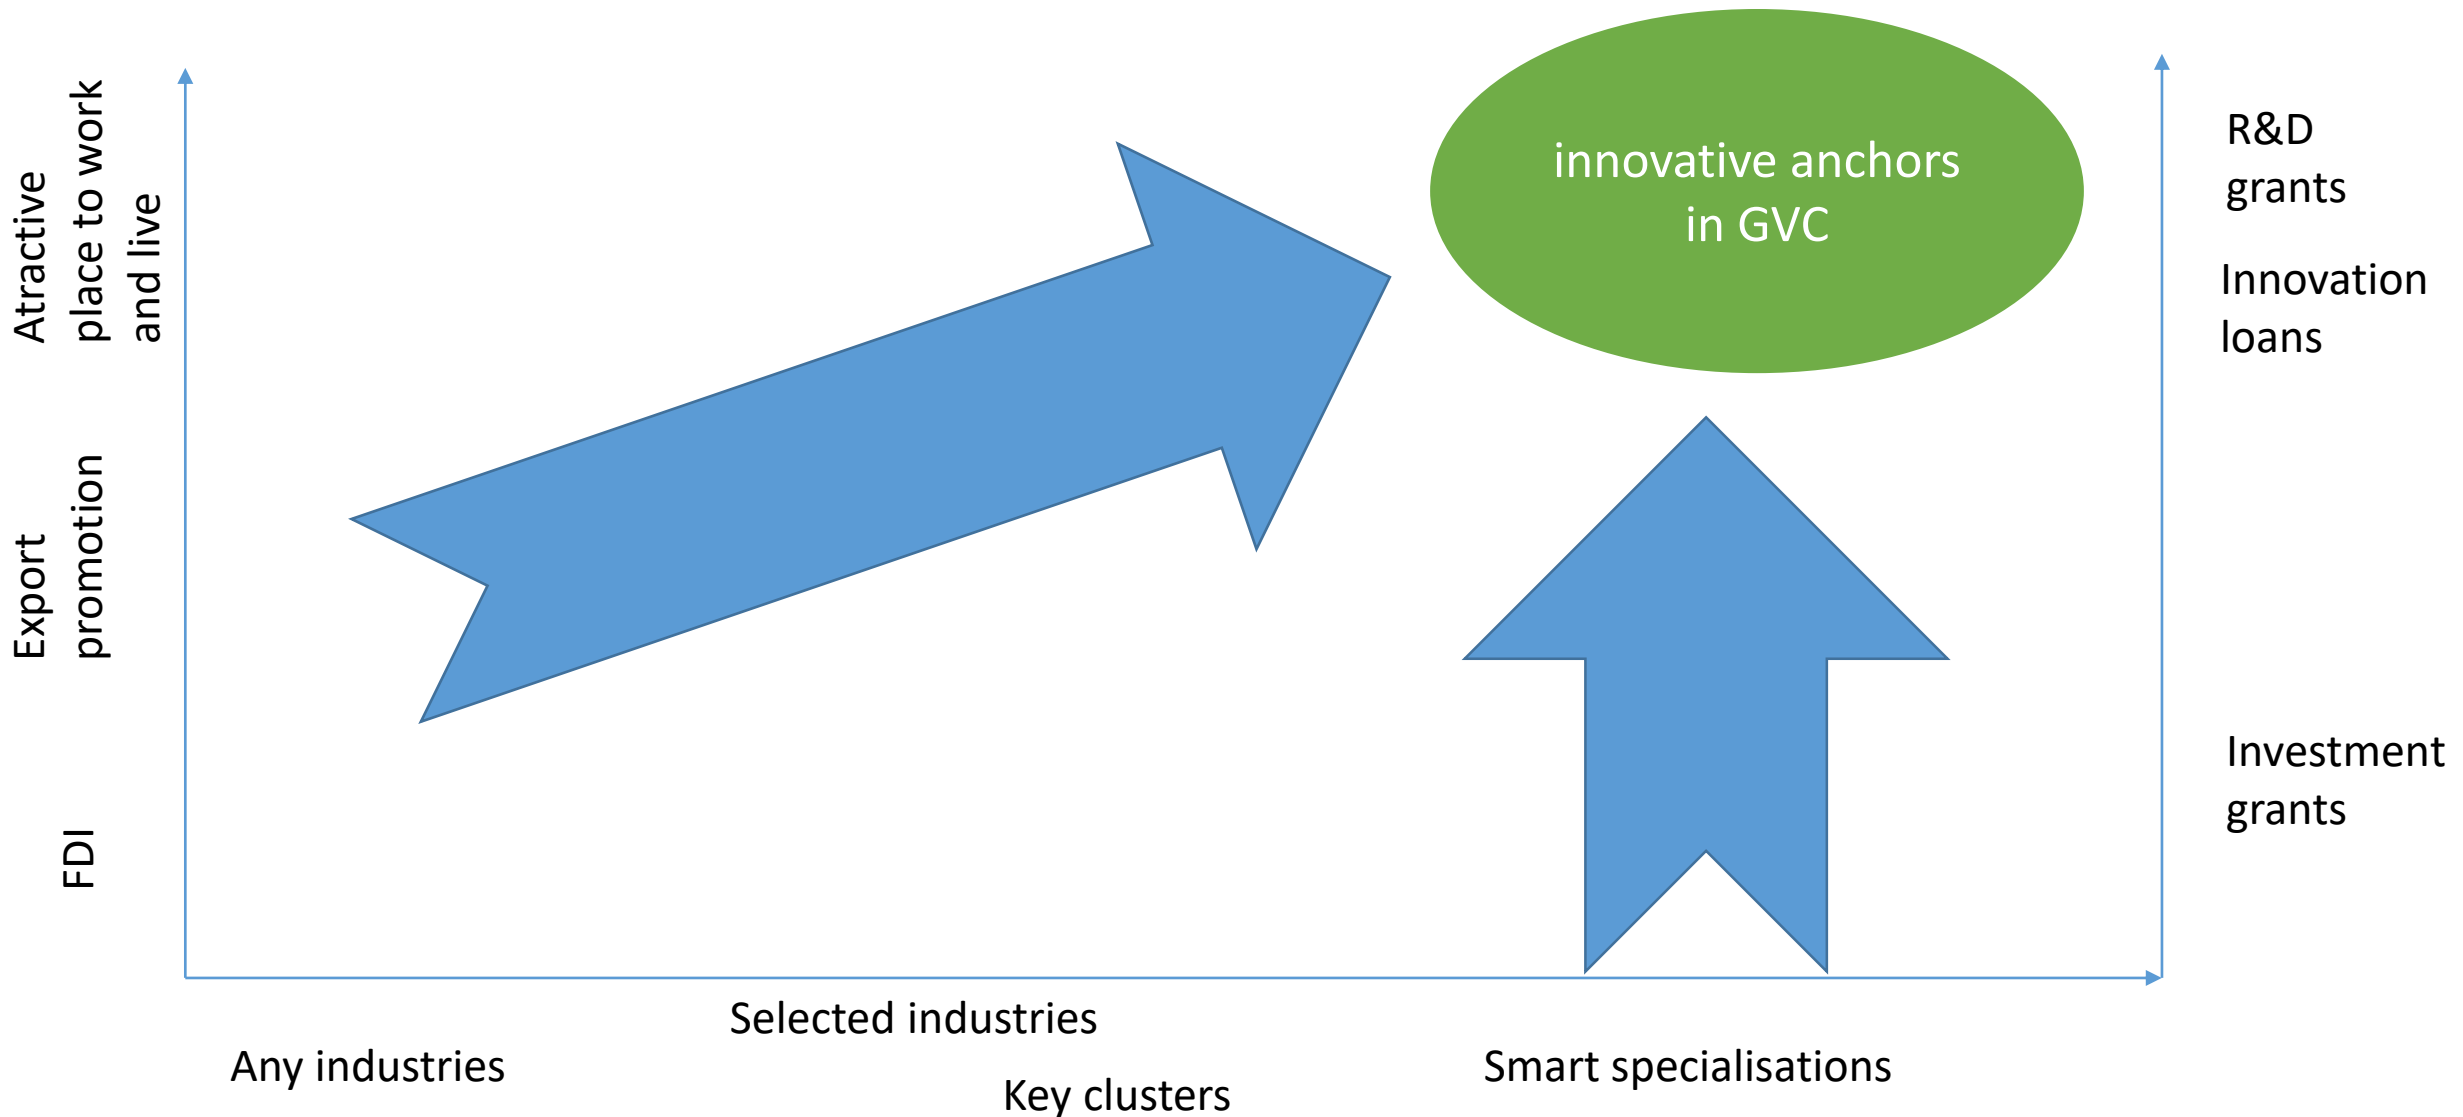 Atractive
place to work
and live
Export
promotion
FDI
innovative anchors
in GVC
R&D
grants
Innovation
loans
Investment
grants
Selected industries
Any industries
Key clusters
Smart specialisations